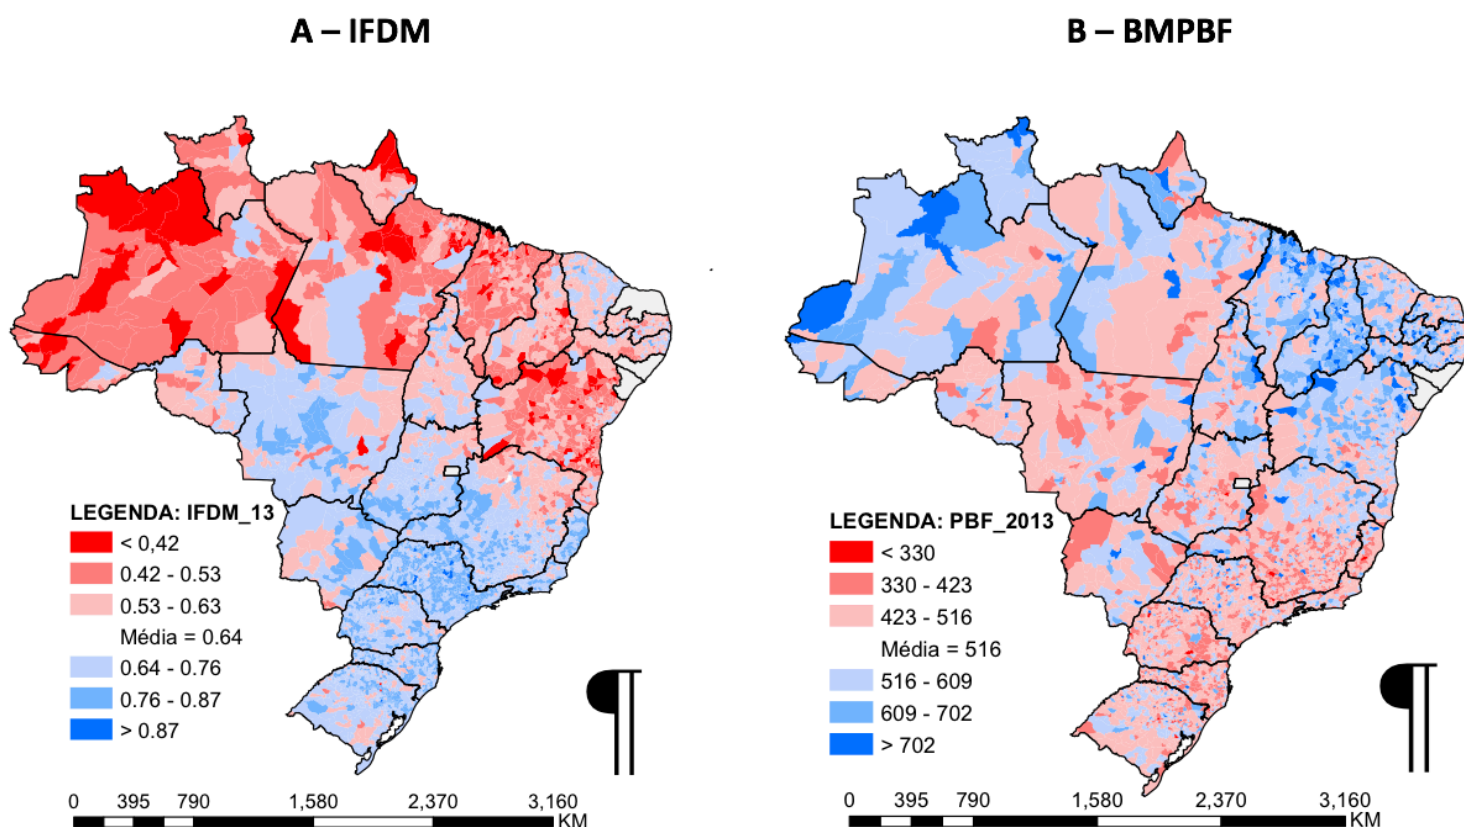 A – IFDM
B – BMPBF
LEGENDA: IFDM_13
< 0,42
0.42 - 0.53
0.53 - 0.63
Média = 0.64
0.64 - 0.76
0.76 - 0.87
> 0.87
0 395 790 1,580 2,370 3,160
KM
LEGENDA: PBF_2013
< 330
330 - 423
423 - 516
Média = 516
516 - 609
609 - 702
> 702
0 395 790 1,580 2,370 3,160
KM
¶
¶